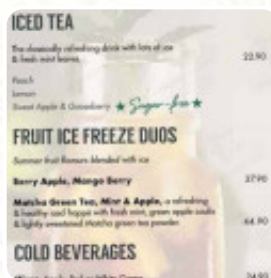 ICED TEA
The classically refreshing drink with lots of ice
& fresh mint leaves. 22.90
Peach
Lemon
Sweet Apple & Gooseberry ★ Sugar-free ★
FRUIT ICE FREEZE DUOS
Summer fruit flavours blended with ice
Berry Apple, Mango Berry 37.90
Matcha Green Tea, Mint & Apple, a refreshing
& healthy iced frappe with fresh mint, green apple
& lightly sweetened Matcha green tea powder. 44.90
COLD BEVERAGES
24.90